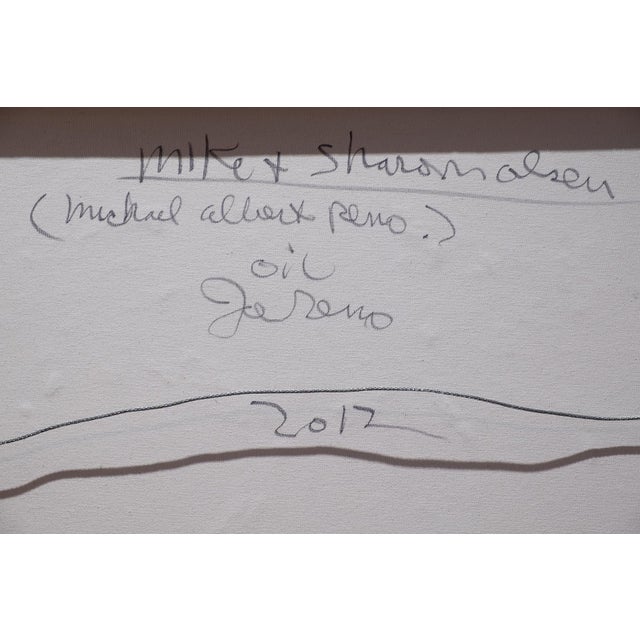 Mike + Sharon Olsen
(Michael Albert Reno.)
oil
Jo Reno
2012